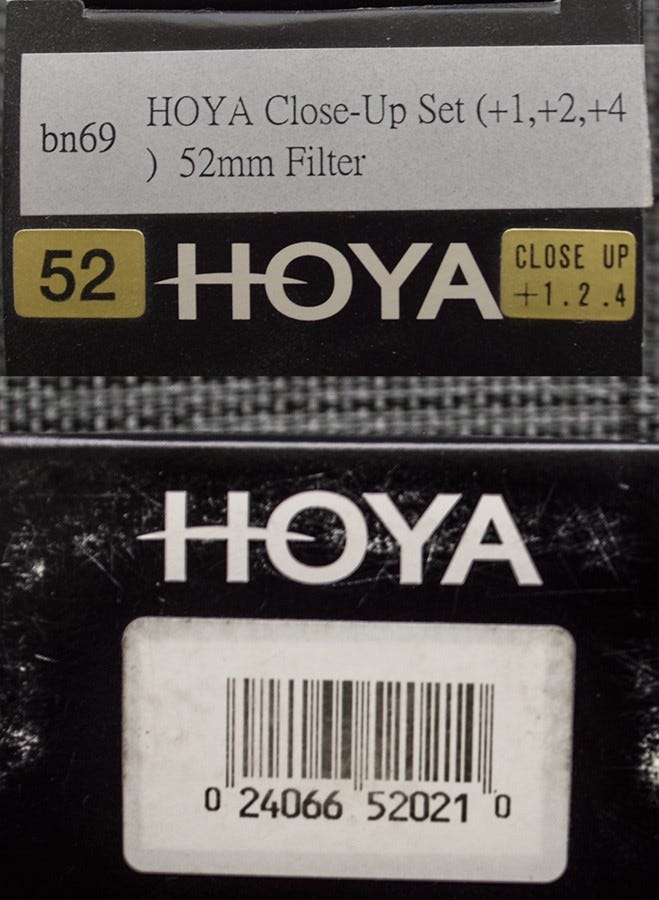 bn69 HOYA Close-Up Set (+1,+2,+4
) 52mm Filter
52 HOYA CLOSE UP
+1.2.4
HOYA
0 24066 52021 0